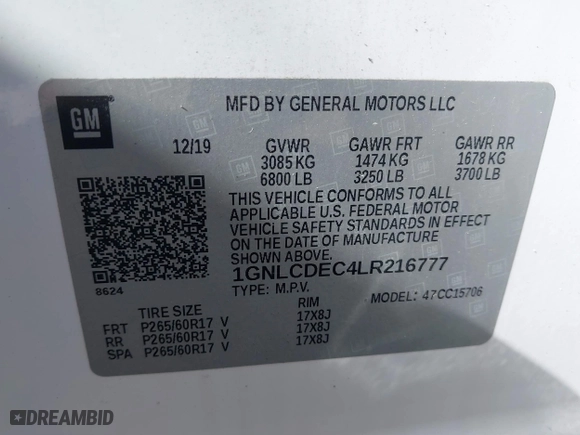 GM
MFD BY GENERAL MOTORS LLC
12/19 GVWR GAWR FRT GAWR RR
3085 KG 1474 KG 1678 KG
6800 LB 3250 LB 3700 LB
THIS VEHICLE CONFORMS TO ALL
APPLICABLE U.S. FEDERAL MOTOR
VEHICLE SAFETY STANDARDS IN EFFECT
ON THE DATE OF MANUFACTURE
SHOWN ABOVE.
1GNLCDEC4LR216777
TYPE: M.P.V. MODEL: 47CC15706
8624
TIRE SIZE RIM
FRT P265/60R17 V 17X8J
RR P265/60R17 V 17X8J
SPA P265/60R17 V 17X8J
DREAMBID